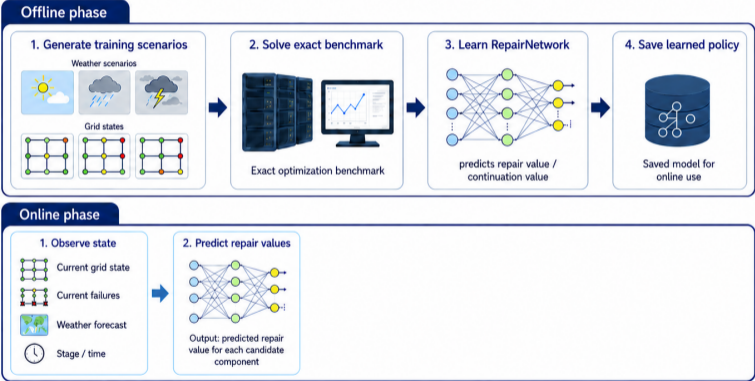 Offline phase
1. Generate training scenarios
Weather scenarios
Grid states
2. Solve exact benchmark
Exact optimization benchmark
3. Learn RepairNetwork
predicts repair value /
continuation value
4. Save learned policy
Saved model for
online use
Online phase
1. Observe state
Current grid state
Current failures
Weather forecast
Stage / time
2. Predict repair values
Output: predicted repair
value for each candidate
component